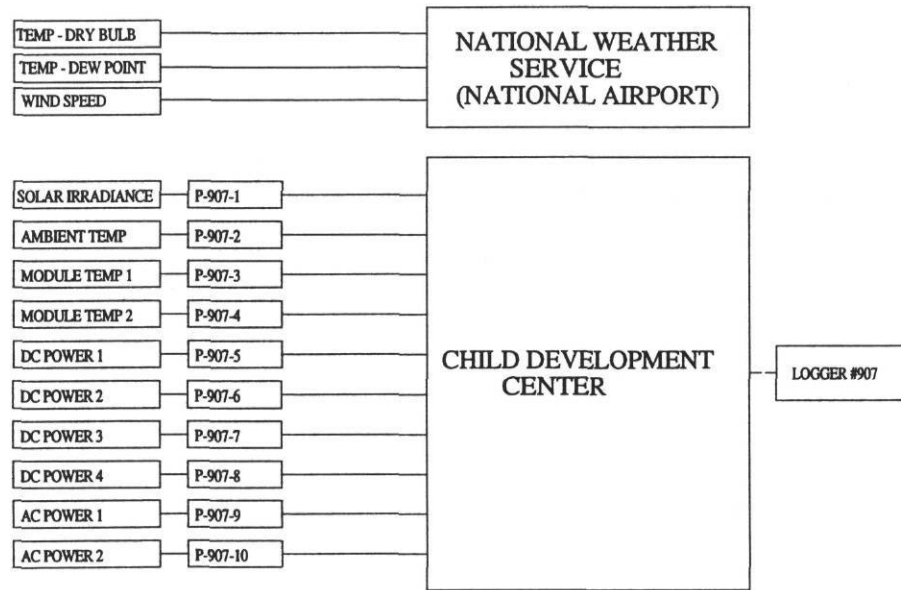 TEMP - DRY BULB
TEMP - DEW POINT
WIND SPEED
NATIONAL WEATHER
SERVICE
(NATIONAL AIRPORT)
SOLAR IRRADIANCE P-907-1
AMBIENT TEMP P-907-2
MODULE TEMP 1 P-907-3
MODULE TEMP 2 P-907-4
DC POWER 1 P-907-5
DC POWER 2 P-907-6
DC POWER 3 P-907-7
DC POWER 4 P-907-8
AC POWER 1 P-907-9
AC POWER 2 P-907-10
CHILD DEVELOPMENT
CENTER
LOGGER #907